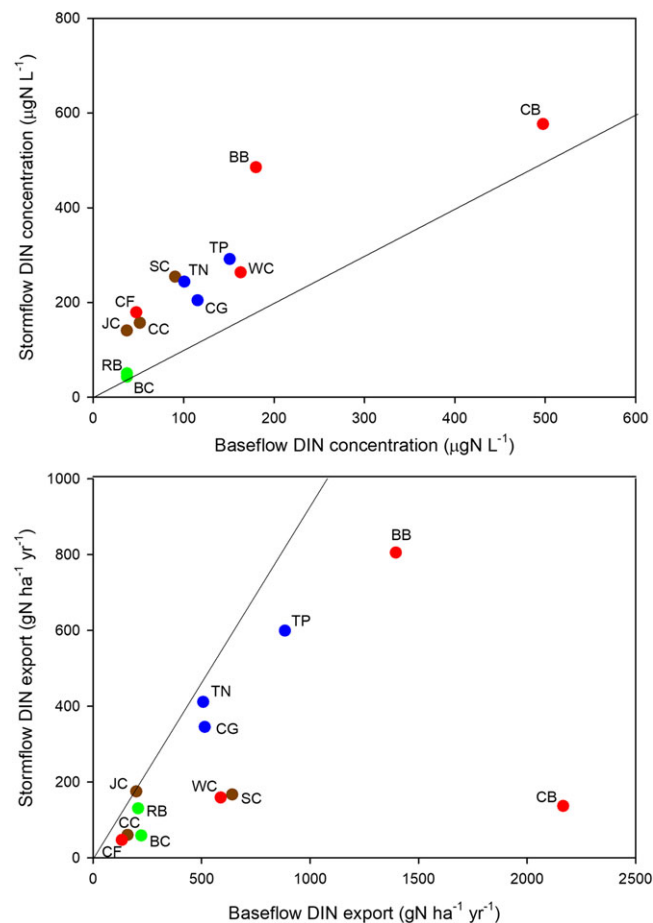 800
600
400
200
0
Stormflow DIN concentration (µgN L⁻¹)
CB
BB
TP
WC
SC
TN
CG
CF
JC
CC
RB
BC
0 100 200 300 400 500 600
Baseflow DIN concentration (µgN L⁻¹)
1000
800
600
400
200
0
Stormflow DIN export (gN ha⁻¹ yr⁻¹)
BB
TP
TN
CG
JC
WC
SC
CB
RB
CC
BC
CF
0 500 1000 1500 2000 2500
Baseflow DIN export (gN ha⁻¹ yr⁻¹)